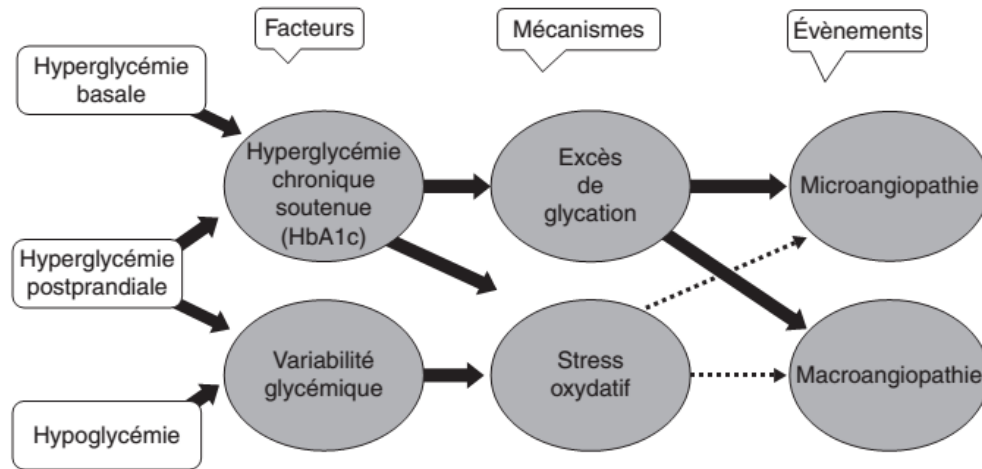 Facteurs
Mécanismes
Évènements
Hyperglycémie
basale
Hyperglycémie
chronique
soutenue
(HbA1c)
Excès
de
glycation
Microangiopathie
Hyperglycémie
postprandiale
Variabilité
glycémique
Stress
oxydatif
Macroangiopathie
Hypoglycémie